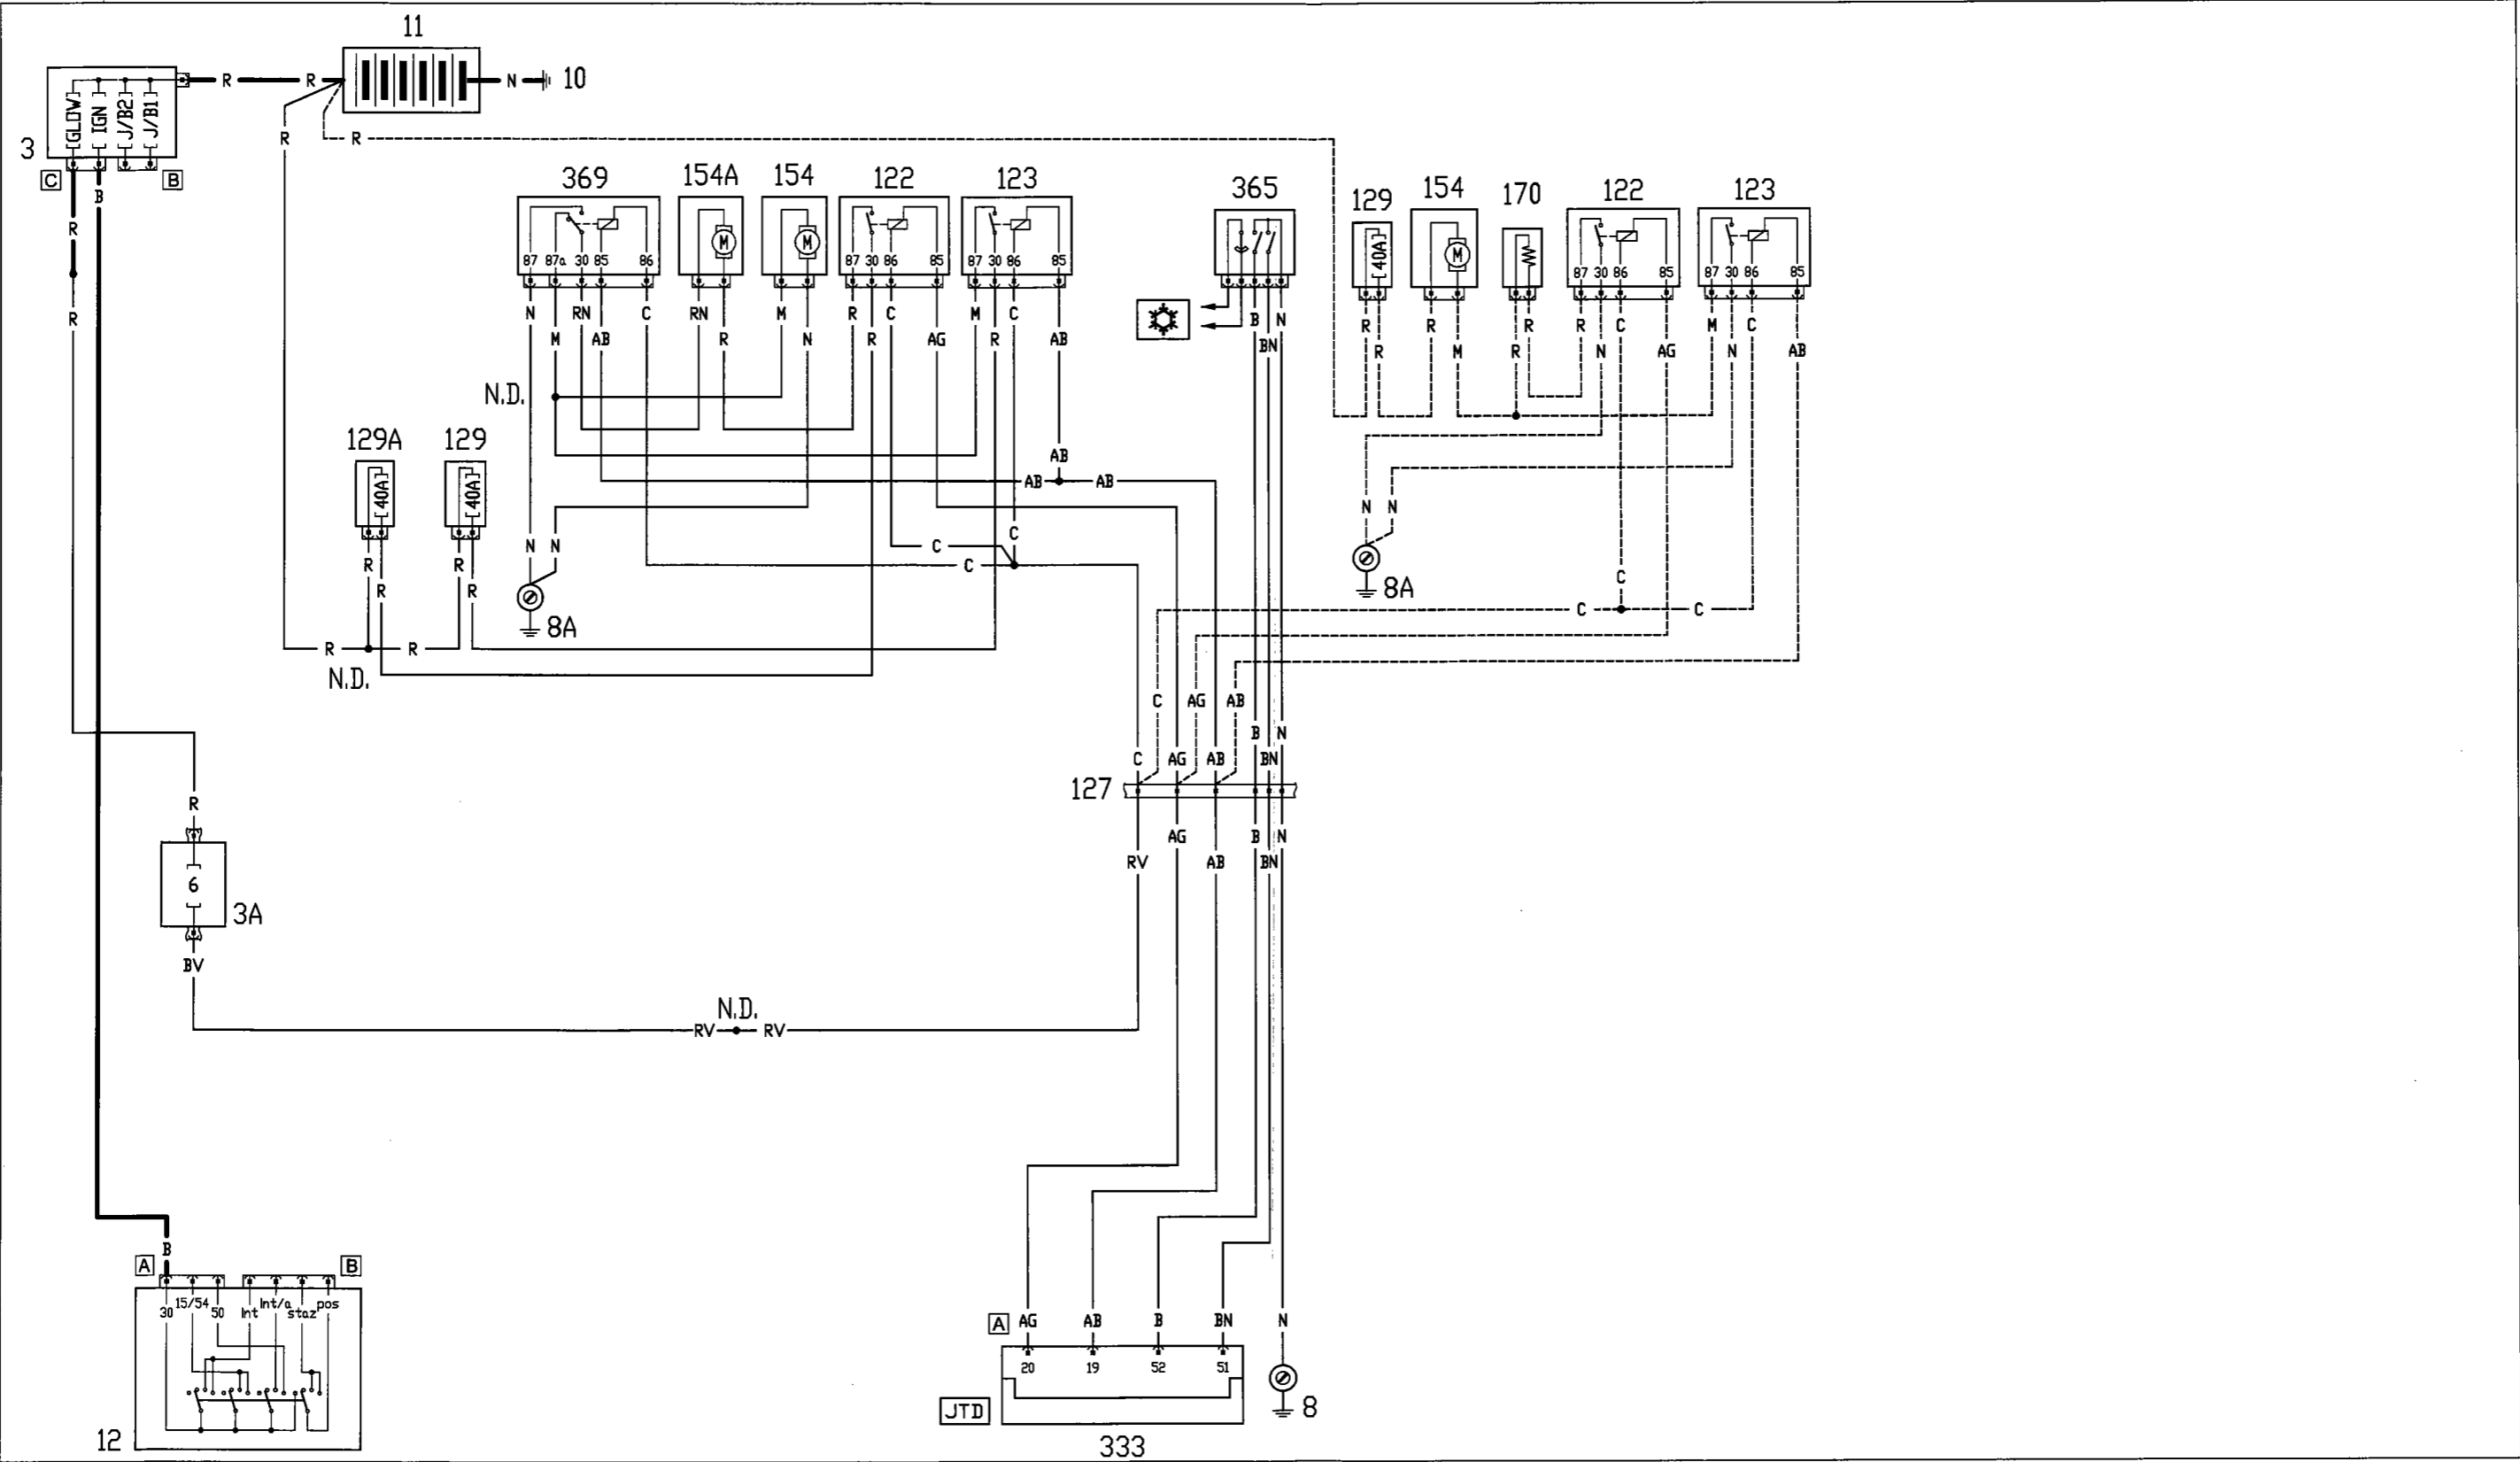 11
R R N 10
GLOW IGN J/B2 J/B1
3
C B
B
R
R
R R
369 154A 154 122 123
M M
87 87a 30 85 86 87 30 86 85 87 30 86 85
N RN C RN M R C M C
M AB R N R AG R AB
N.D.
365
B N
BN
129 154 170 122 123
40A M
87 30 86 85 87 30 86 85
R R R R C M C
R M R N AG N AB
129A 129
40A 40A
AB
AB AB
N N
C
C
C
N N
8A
R R
R R
8A
R R
N.D.
C
C C
C AG AB
B N
C AG AB BN
127
AG B N
RV AB BN
R
6
3A
BV
N.D.
RV RV
B
A B
30 15/54 50 Int Int/a staz pos
12
A AG AB B BN N
20 19 52 51
JTD
8
333